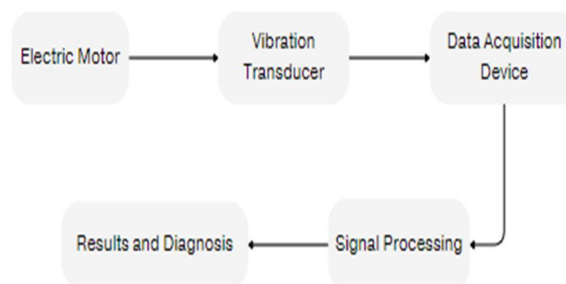 Electric Motor
Vibration
Transducer
Data Acquisition
Device
Signal Processing
Results and Diagnosis